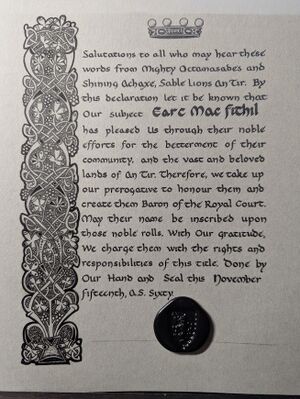 Salutations to all who may hear these
words from Mighty Octamasades and
Shining Achaxe, Sable Lions An Tir. By
this declaration let it be known that
Our subject Earc Mac Fithil
has pleased Us through their noble
efforts for the betterment of their
community, and the vast and beloved
lands of An Tir. Therefore, we take up
our prerogative to honour them and
create them Baron of the Royal Court.
May their name be inscribed upon
those noble rolls. With Our gratitude,
We charge them with the rights and
responsibilities of this title. Done by
Our Hand and Seal this November
fifteenth, A.S. Sixty.